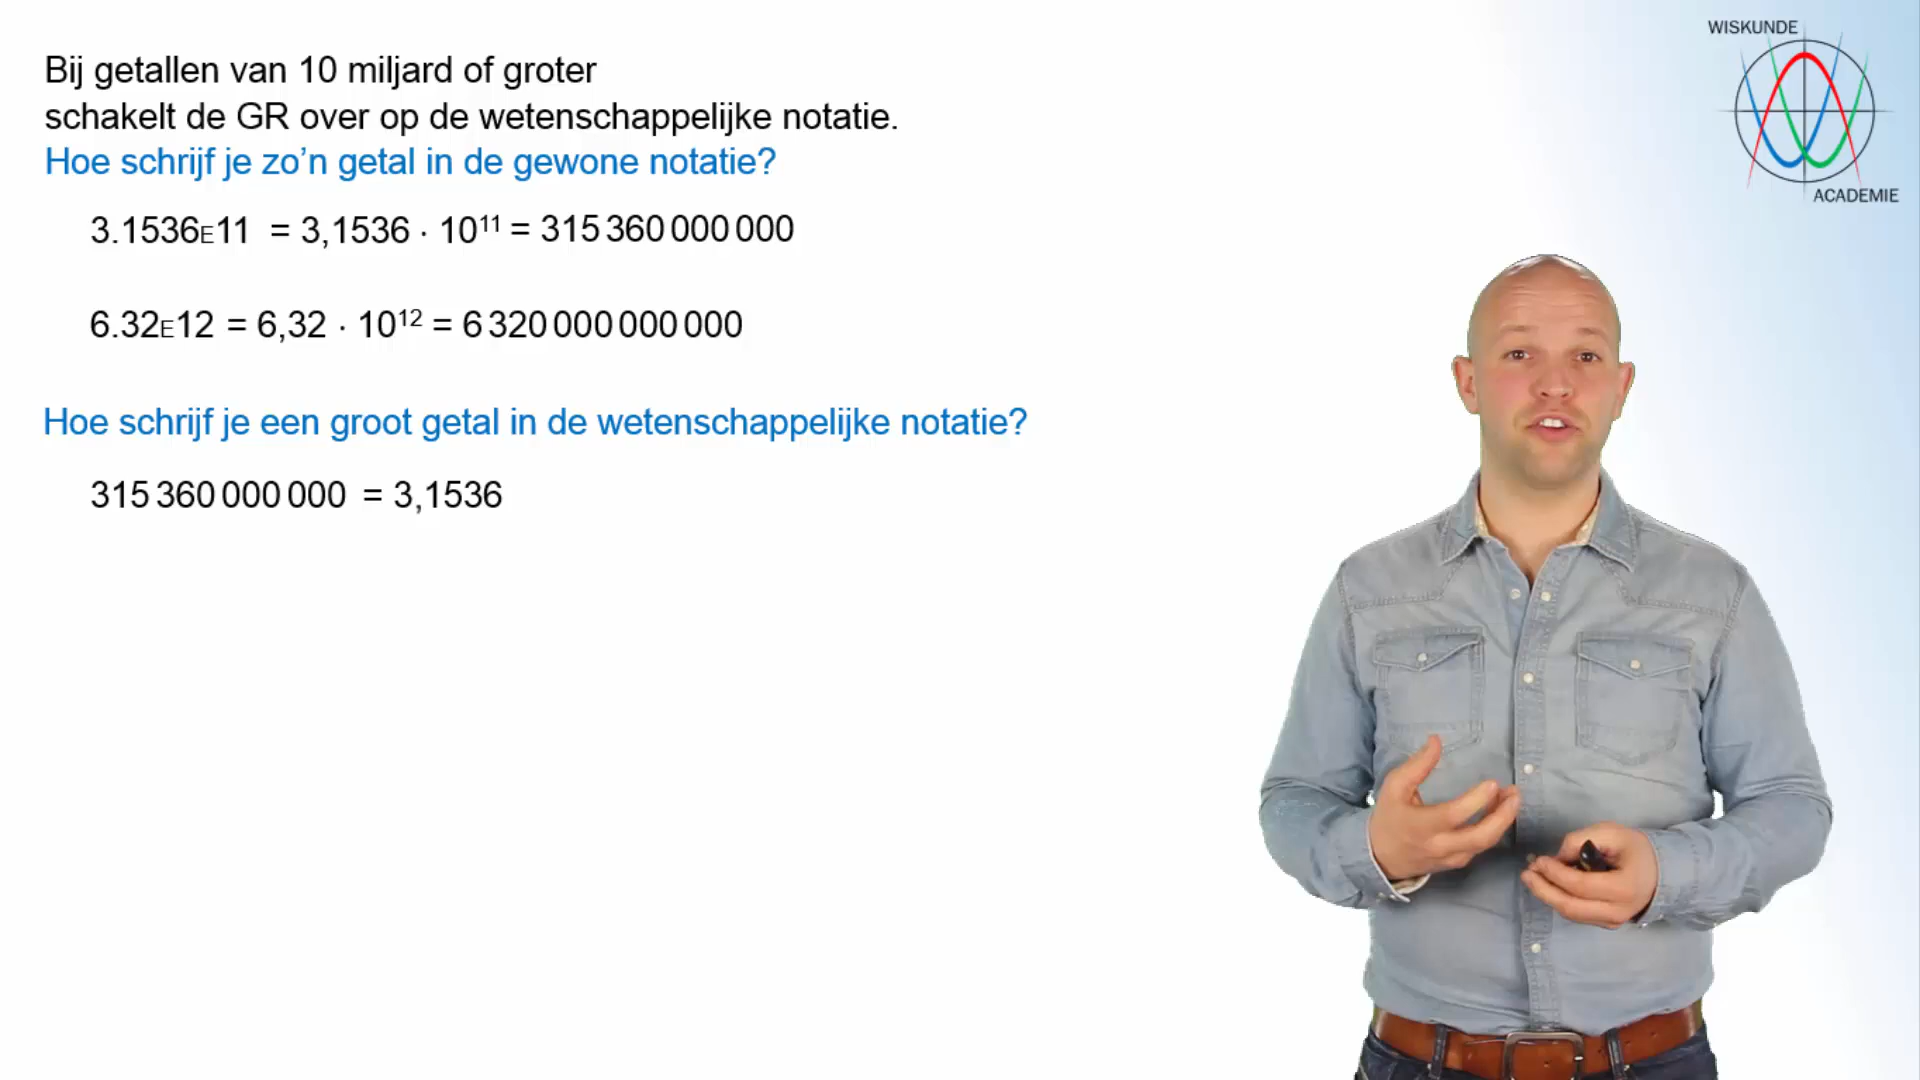 WISKUNDE
ACADEMIE
Bij getallen van 10 miljard of groter
schakelt de GR over op de wetenschappelijke notatie.
Hoe schrijf je zo’n getal in de gewone notatie?
3.1536E11 = 3,1536 · 10¹¹ = 315 360 000 000
6.32E12 = 6,32 · 10¹² = 6 320 000 000 000
Hoe schrijf je een groot getal in de wetenschappelijke notatie?
315 360 000 000 = 3,1536